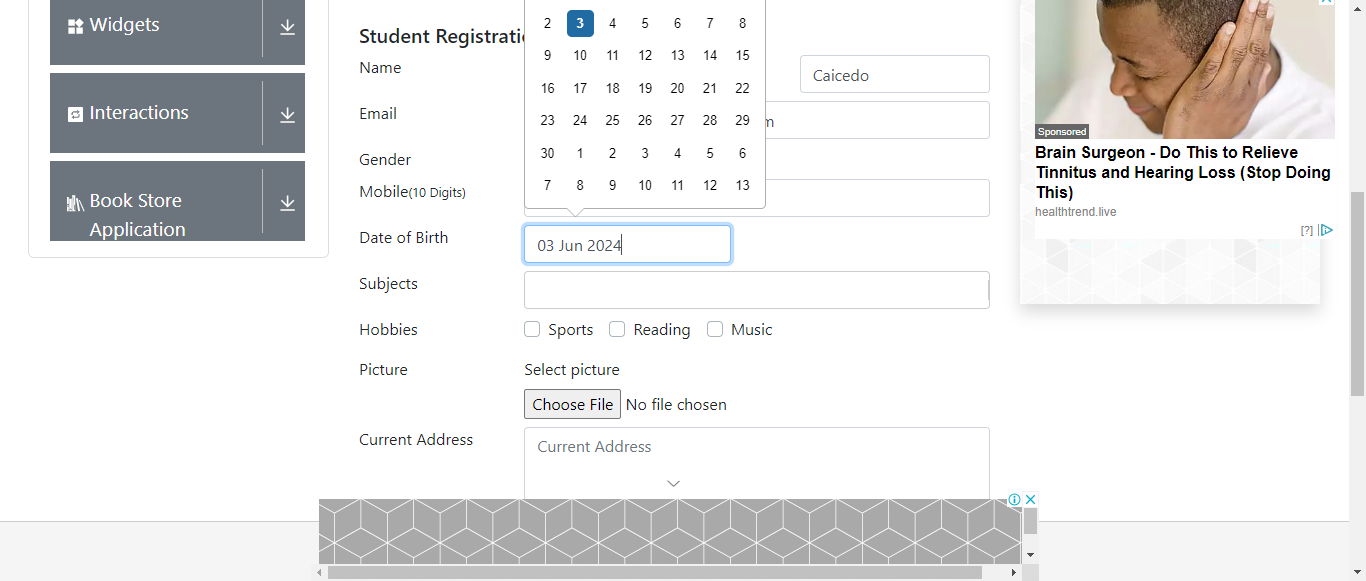 Widgets
Interactions
Book Store
Application
2 3 4 5 6 7 8
9 10 11 12 13 14 15
16 17 18 19 20 21 22
23 24 25 26 27 28 29
30 1 2 3 4 5 6
7 8 9 10 11 12 13
Student
Name
Caicedo
Email
m
Gender
Mobile(10 Digits)
Date of Birth
03 Jun 2024
Subjects
Hobbies
Sports
Reading
Music
Picture
Select picture
Choose File No file chosen
Current Address
Current Address
Sponsored
Brain Surgeon - Do This to Relieve
Tinnitus and Hearing Loss (Stop Doing
This)
healthtrend.live
[?]